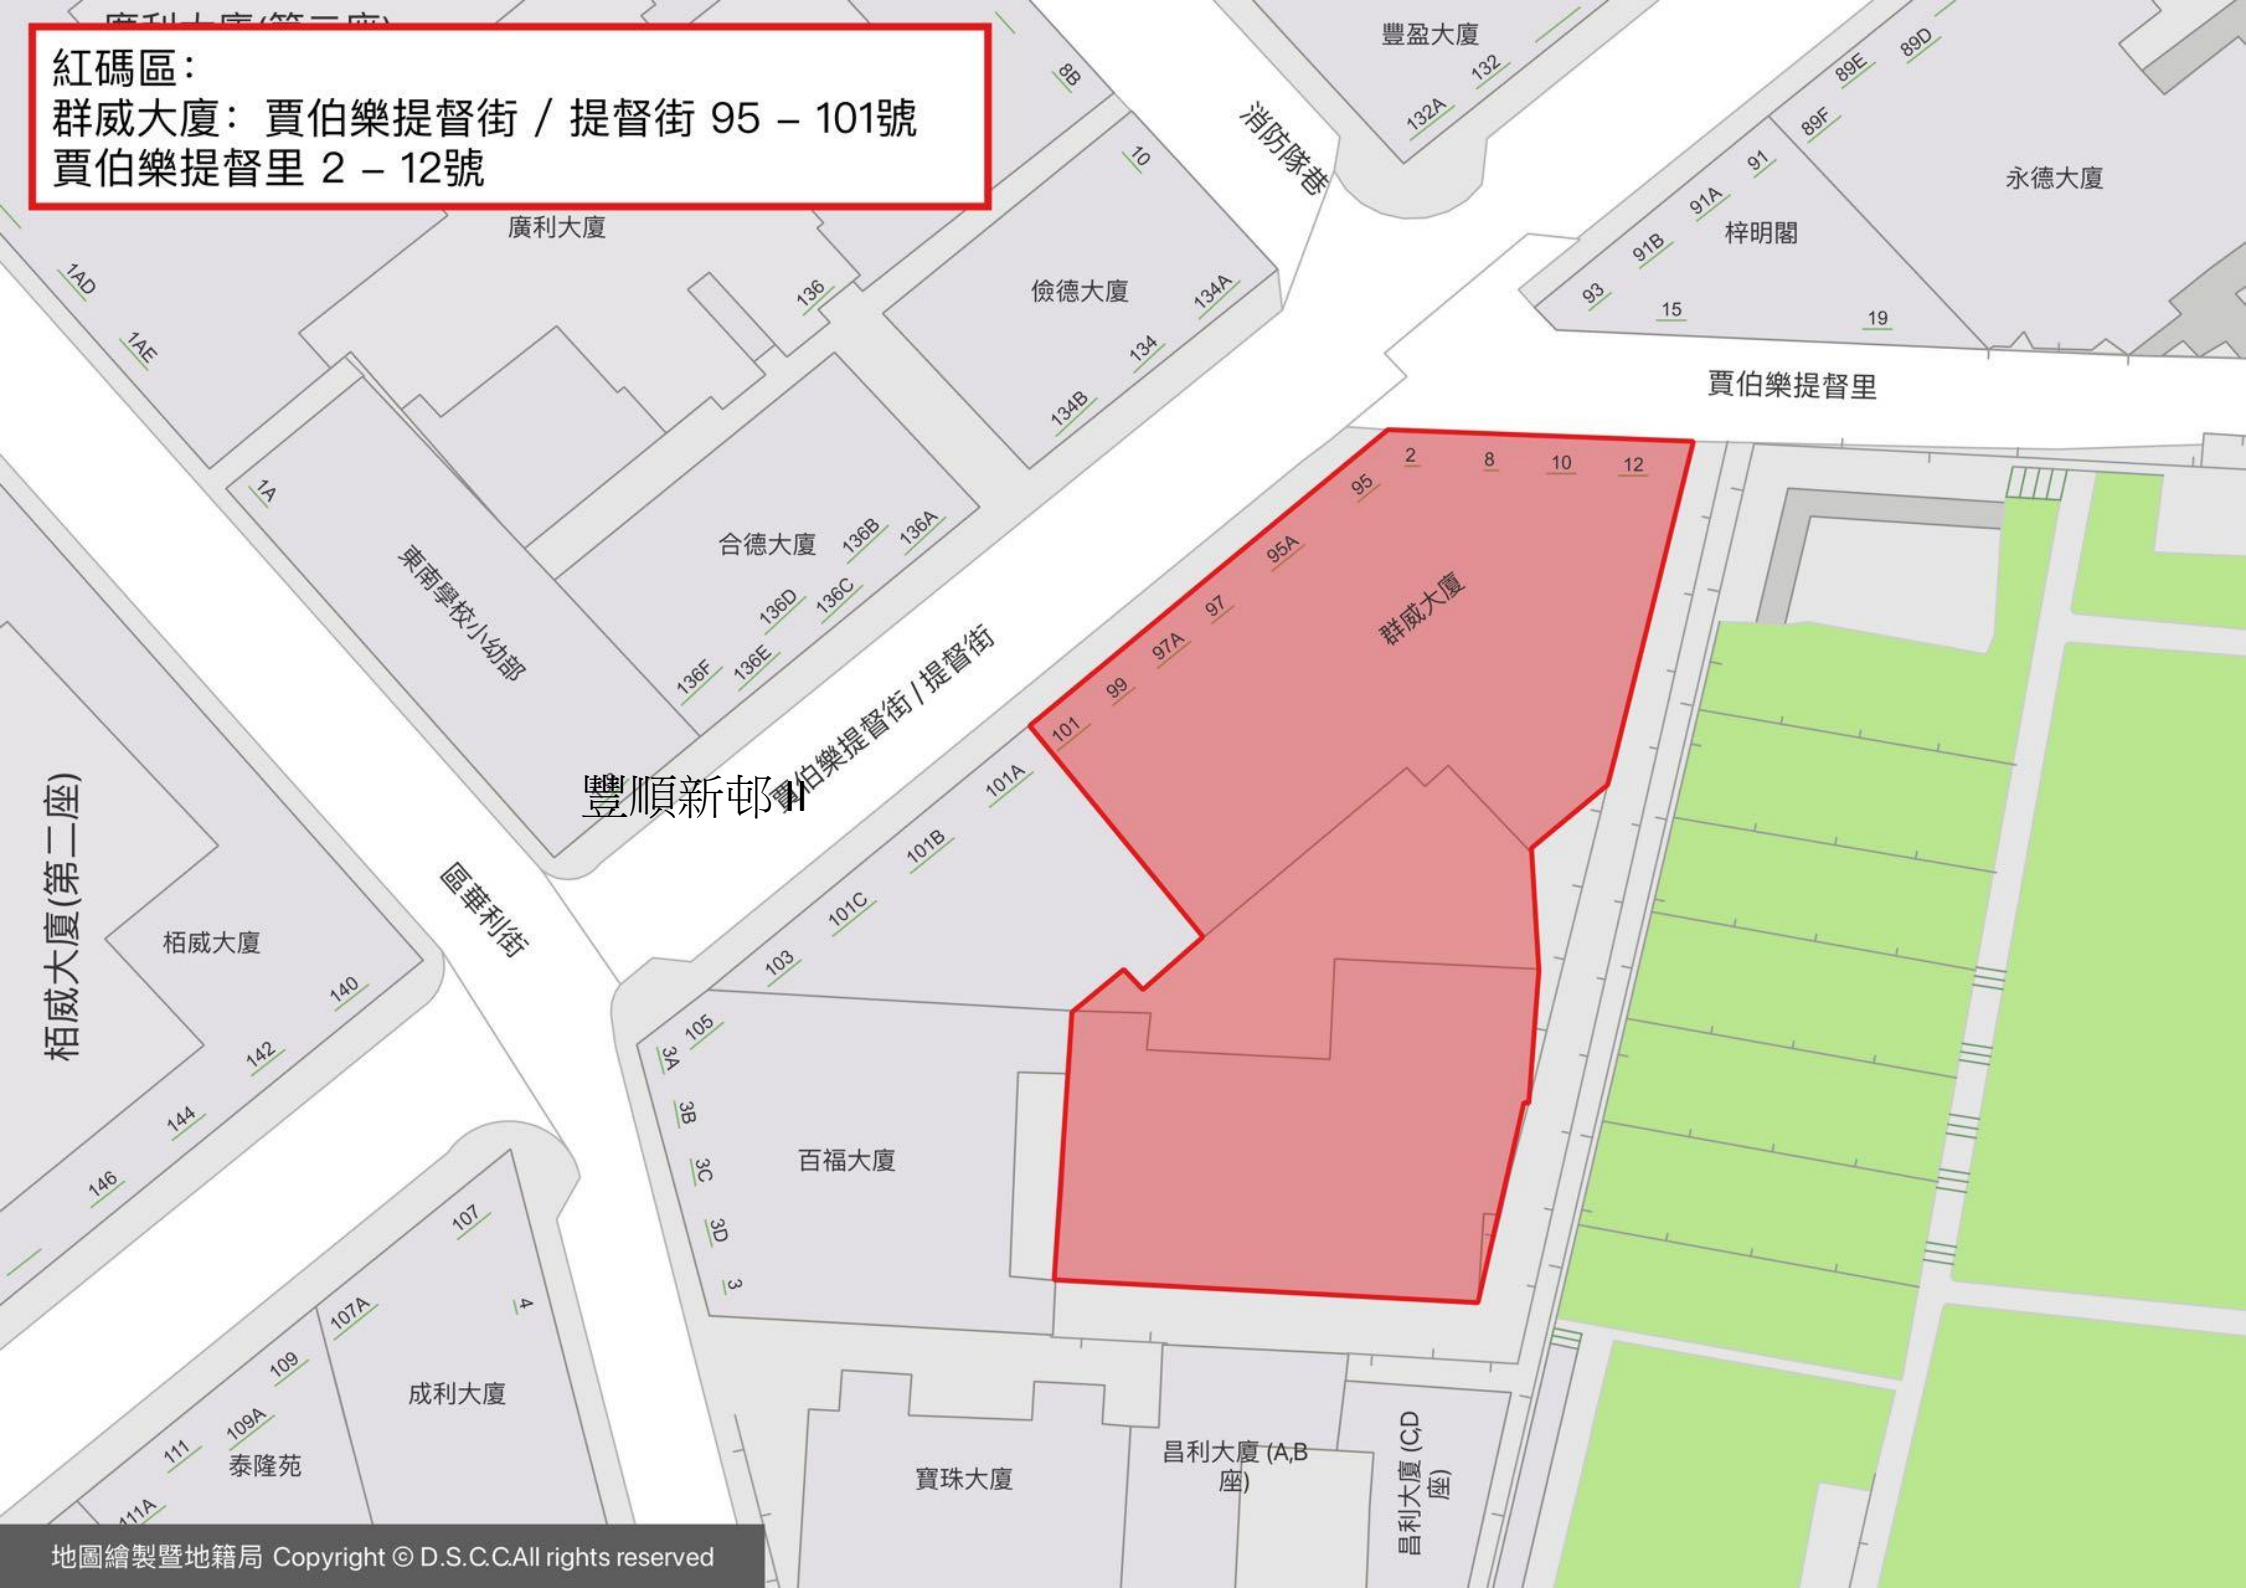 紅碼區：
群威大廈：賈伯樂提督街 / 提督街 95 – 101號
賈伯樂提督里 2 – 12號
8B
豐盈大廈
132
132A
消防隊巷
89D
89E
89F
91
91A
91B
93
15
19
梓明閣
永德大廈
賈伯樂提督里
廣利大廈
1AD
1AE
136
10
儉德大廈
134A
134
134B
1A
東南學校小幼部
合德大廈
136A
136B
136C
136D
136E
136F
賈伯樂提督街 / 提督街
豐順新邨 II
2
8
10
12
95
95A
97
97A
99
101
群威大廈
101A
101B
101C
103
105
3A
3B
3C
3D
3
百福大廈
區華利街
栢威大廈(第二座)
栢威大廈
140
142
144
146
107
107A
109
109A
111
111A
4
成利大廈
泰隆苑
寶珠大廈
昌利大廈 (A,B
座)
昌利大廈 (C,D
座)
地圖繪製暨地籍局 Copyright © D.S.C.C.All rights reserved